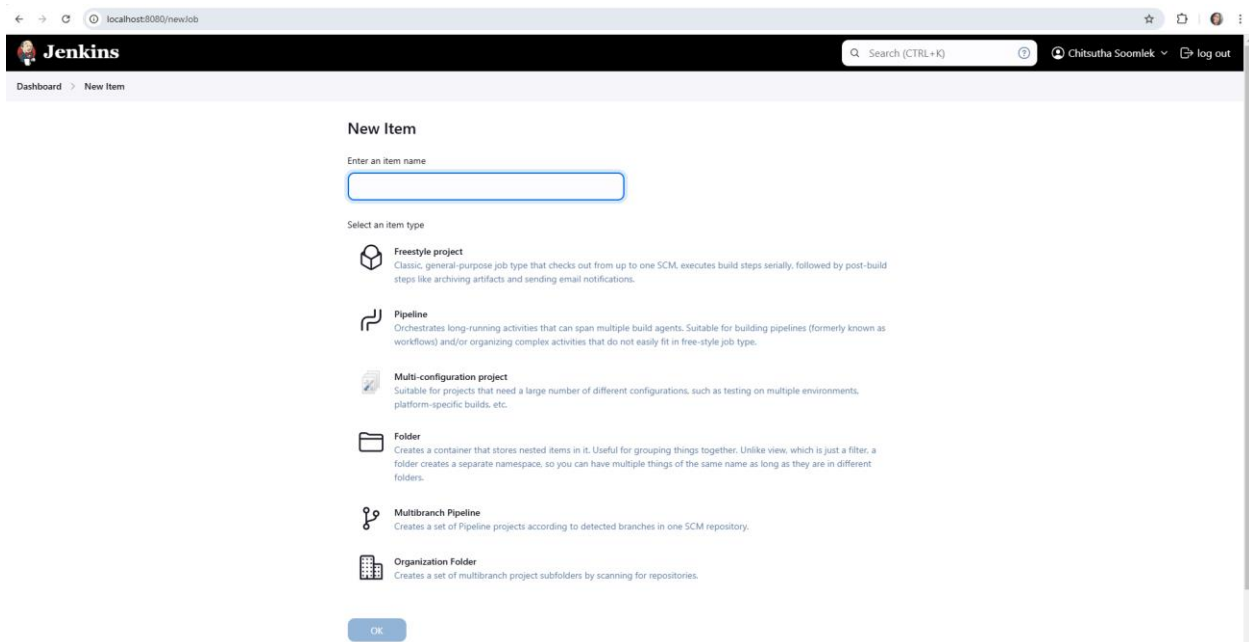 localhost:8080/newJob
Jenkins
Search (CTRL+K)
Chitsutha Soomlek
log out
Dashboard > New Item
New Item
Enter an item name
Select an item type
Freestyle project
Classic, general-purpose job type that checks out from up to one SCM, executes build steps serially, followed by post-build
steps like archiving artifacts and sending email notifications.
Pipeline
Orchestrates long-running activities that can span multiple build agents. Suitable for building pipelines (formerly known as
workflows) and/or organizing complex activities that do not easily fit in free-style job type.
Multi-configuration project
Suitable for projects that need a large number of different configurations, such as testing on multiple environments,
platform-specific builds, etc.
Folder
Creates a container that stores nested items in it. Useful for grouping things together. Unlike view, which is just a filter, a
folder creates a separate namespace, so you can have multiple things of the same name as long as they are in different
folders.
Multibranch Pipeline
Creates a set of Pipeline projects according to detected branches in one SCM repository.
Organization Folder
Creates a set of multibranch project subfolders by scanning for repositories.
OK